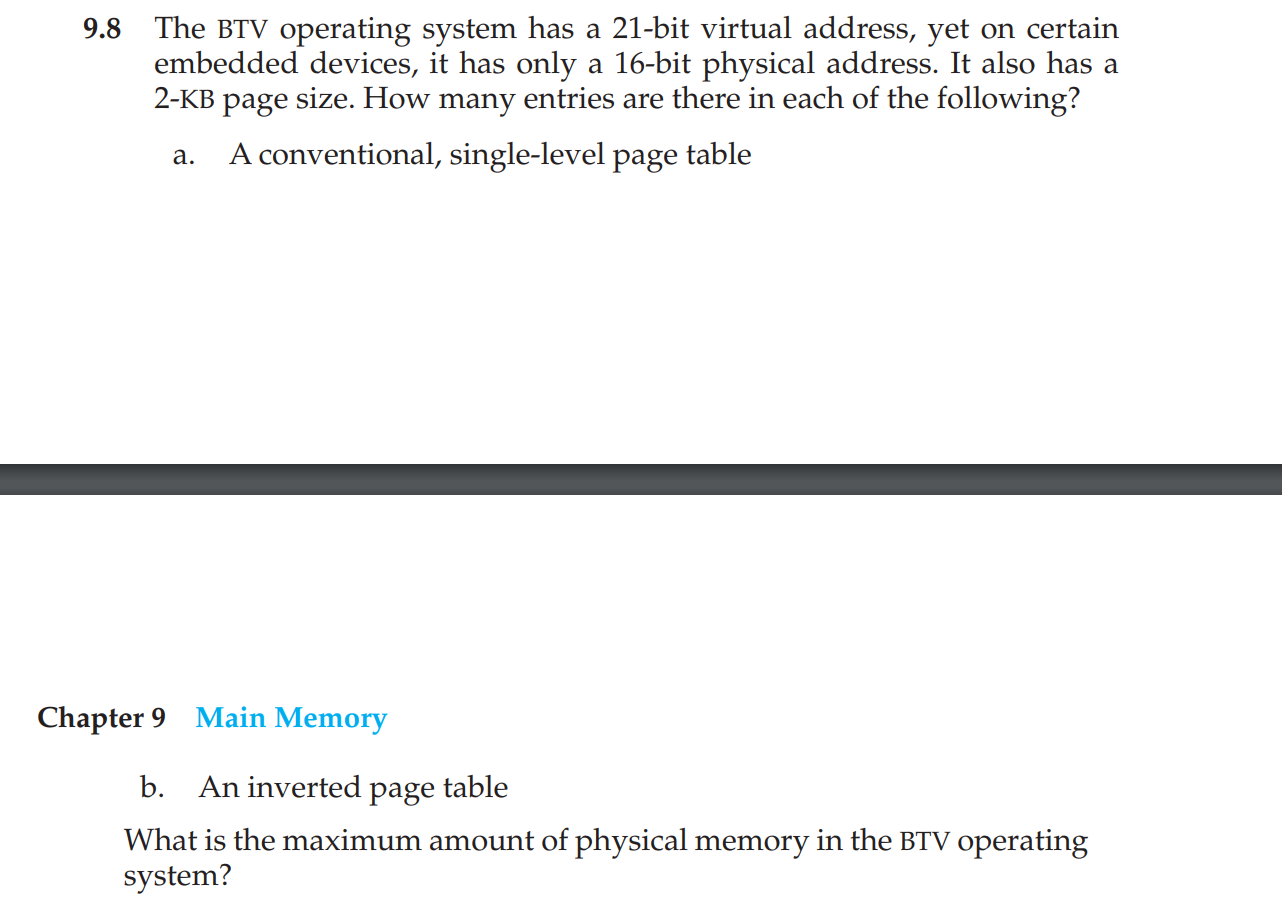 9.8 The BTV operating system has a 21-bit virtual address, yet on certain
embedded devices, it has only a 16-bit physical address. It also has a
2-KB page size. How many entries are there in each of the following?
a. A conventional, single-level page table
Chapter 9 Main Memory
b. An inverted page table
What is the maximum amount of physical memory in the BTV operating
system?